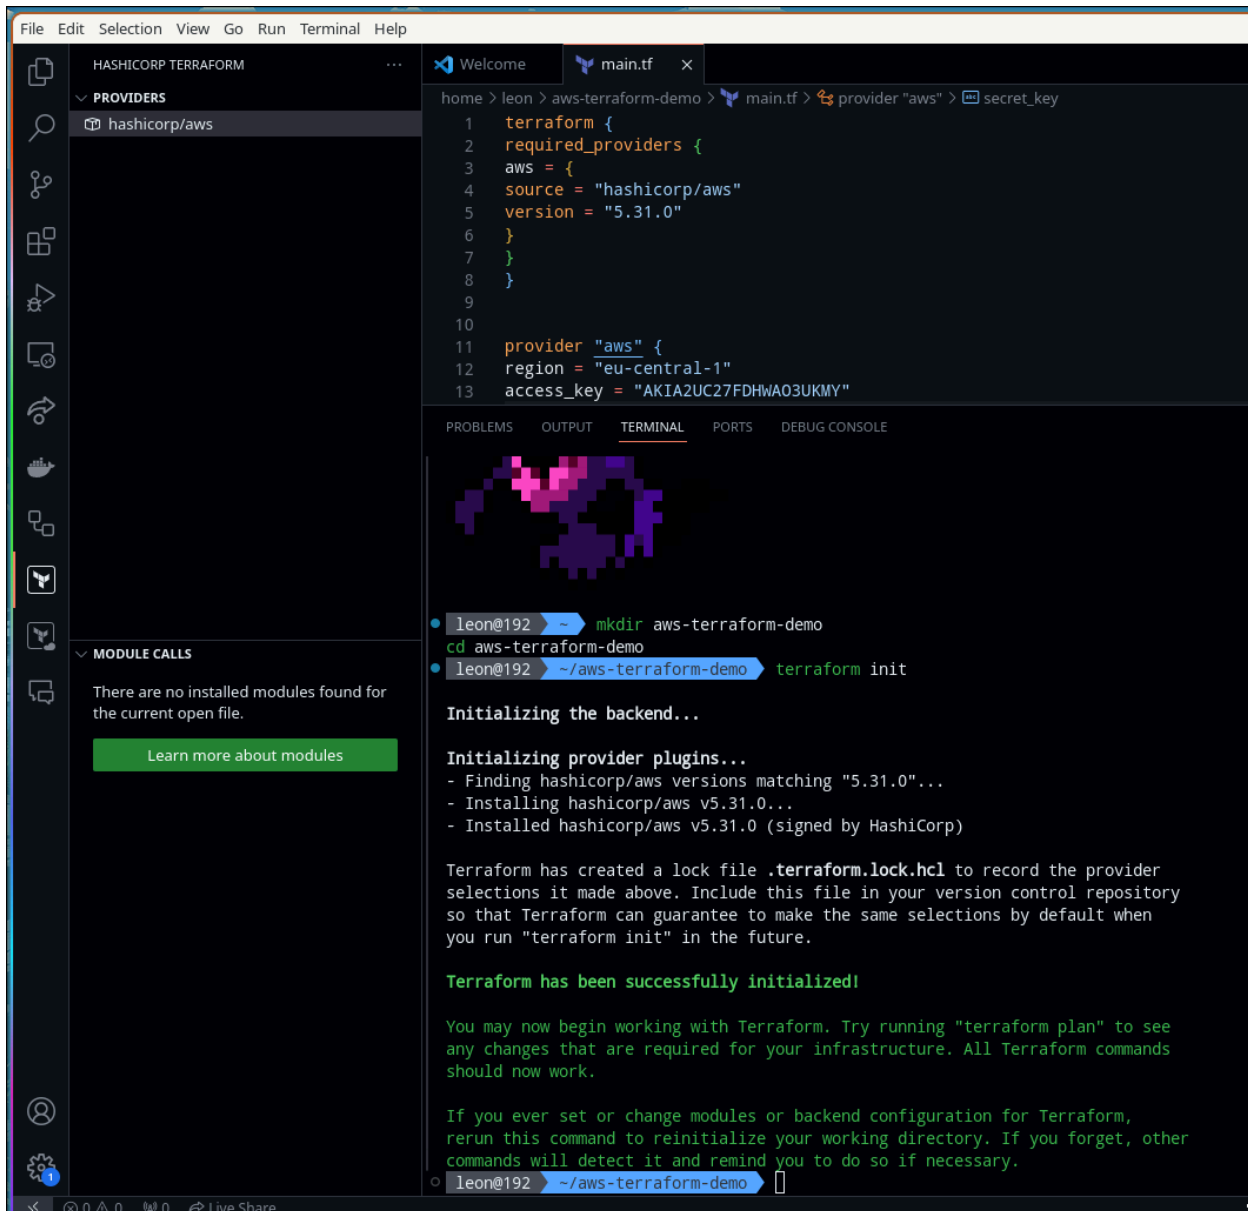 File Edit Selection View Go Run Terminal Help
HASHICORP TERRAFORM ...
PROVIDERS
hashicorp/aws
Welcome
main.tf
home > leon > aws-terraform-demo > main.tf > provider "aws" > secret_key
1 terraform {
2 required_providers {
3 aws = {
4 source = "hashicorp/aws"
5 version = "5.31.0"
6 }
7 }
8 }
9
10
11 provider "aws" {
12 region = "eu-central-1"
13 access_key = "AKIA2UC27FDHWAO3UKMY"
PROBLEMS OUTPUT TERMINAL PORTS DEBUG CONSOLE
leon@192 ~ mkdir aws-terraform-demo
cd aws-terraform-demo
leon@192 ~/aws-terraform-demo terraform init
Initializing the backend...
Initializing provider plugins...
- Finding hashicorp/aws versions matching "5.31.0"...
- Installing hashicorp/aws v5.31.0...
- Installed hashicorp/aws v5.31.0 (signed by HashiCorp)
Terraform has created a lock file .terraform.lock.hcl to record the provider
selections it made above. Include this file in your version control repository
so that Terraform can guarantee to make the same selections by default when
you run "terraform init" in the future.
Terraform has been successfully initialized!
You may now begin working with Terraform. Try running "terraform plan" to see
any changes that are required for your infrastructure. All Terraform commands
should now work.
If you ever set or change modules or backend configuration for Terraform,
rerun this command to reinitialize your working directory. If you forget, other
commands will detect it and remind you to do so if necessary.
leon@192 ~/aws-terraform-demo
MODULE CALLS
There are no installed modules found for
the current open file.
Learn more about modules
1
0 0 0 Live Share